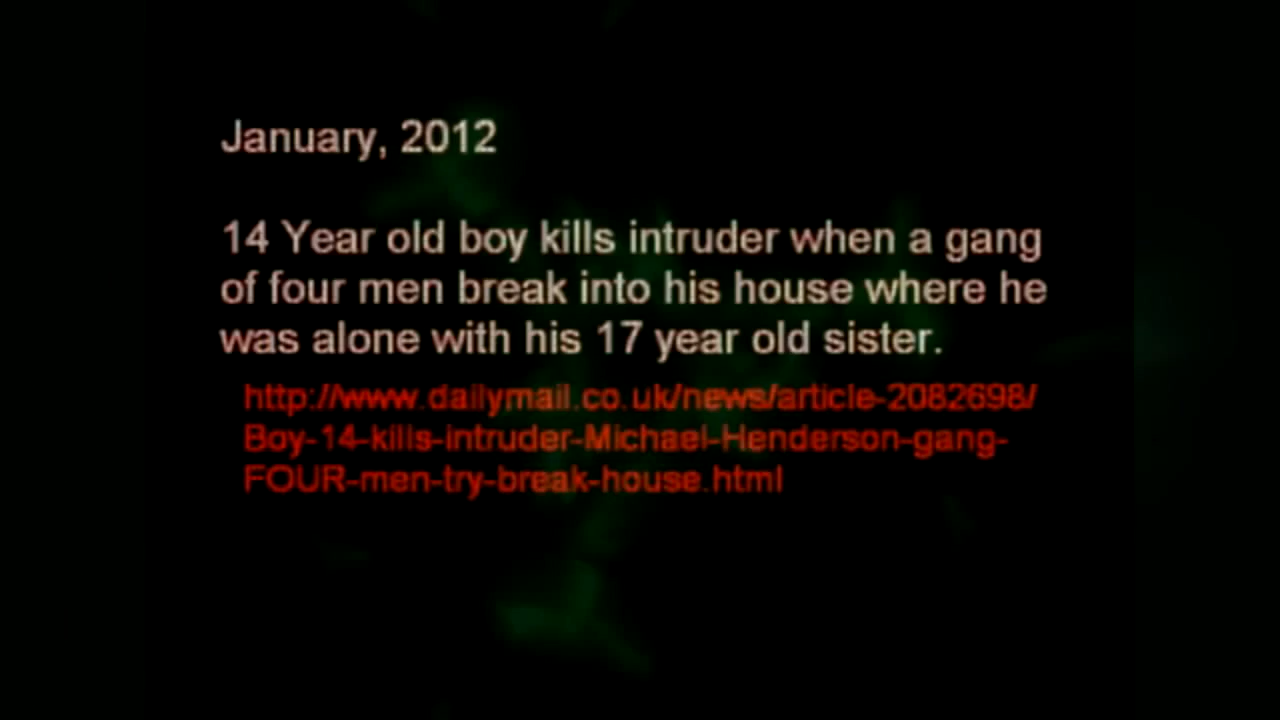 January, 2012
14 Year old boy kills intruder when a gang
of four men break into his house where he
was alone with his 17 year old sister.
http://www.dailymail.co.uk/news/article-2082698/
Boy-14-kills-intruder-Michael-Henderson-gang-
FOUR-men-try-break-house.html